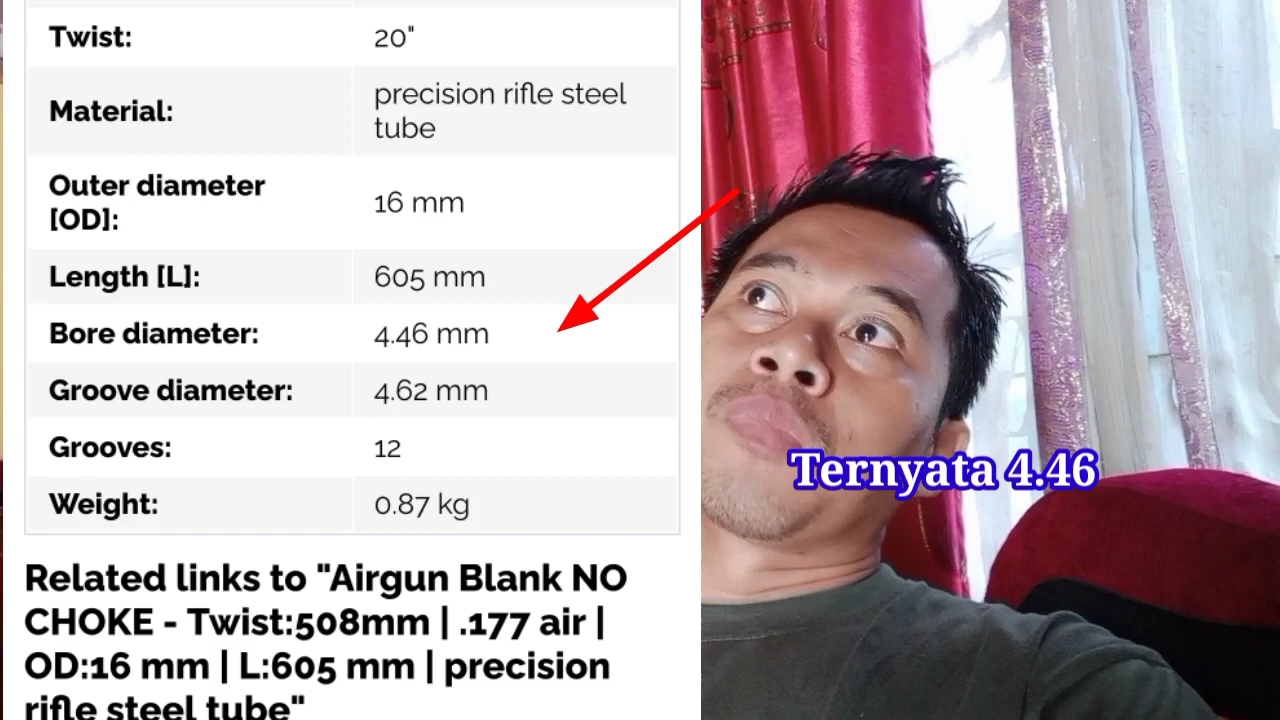 Twist: 20"
Material: precision rifle steel
tube
Outer diameter
[OD]: 16 mm
Length [L]: 605 mm
Bore diameter: 4.46 mm
Groove diameter: 4.62 mm
Grooves: 12
Weight: 0.87 kg
Related links to "Airgun Blank NO
CHOKE - Twist:508mm | .177 air |
OD:16 mm | L:605 mm | precision
rifle steel tube"
Ternyata 4.46